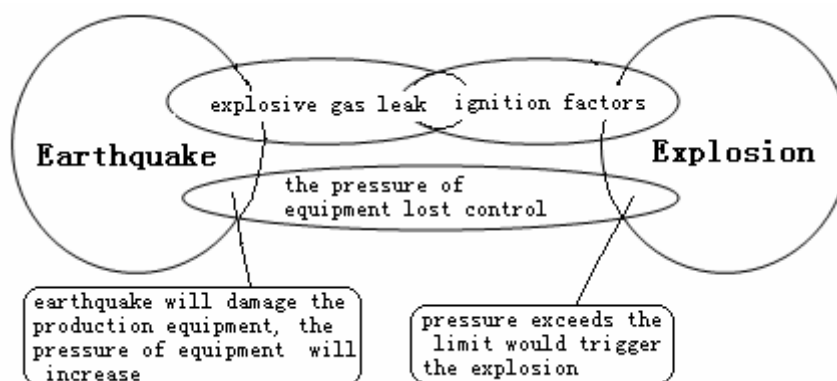 explosive gas leak
ignition factors
Earthquake
Explosion
the pressure of
equipment lost control
earthquake will damage the
production equipment, the
pressure of equipment will
increase
pressure exceeds the
limit would trigger
the explosion